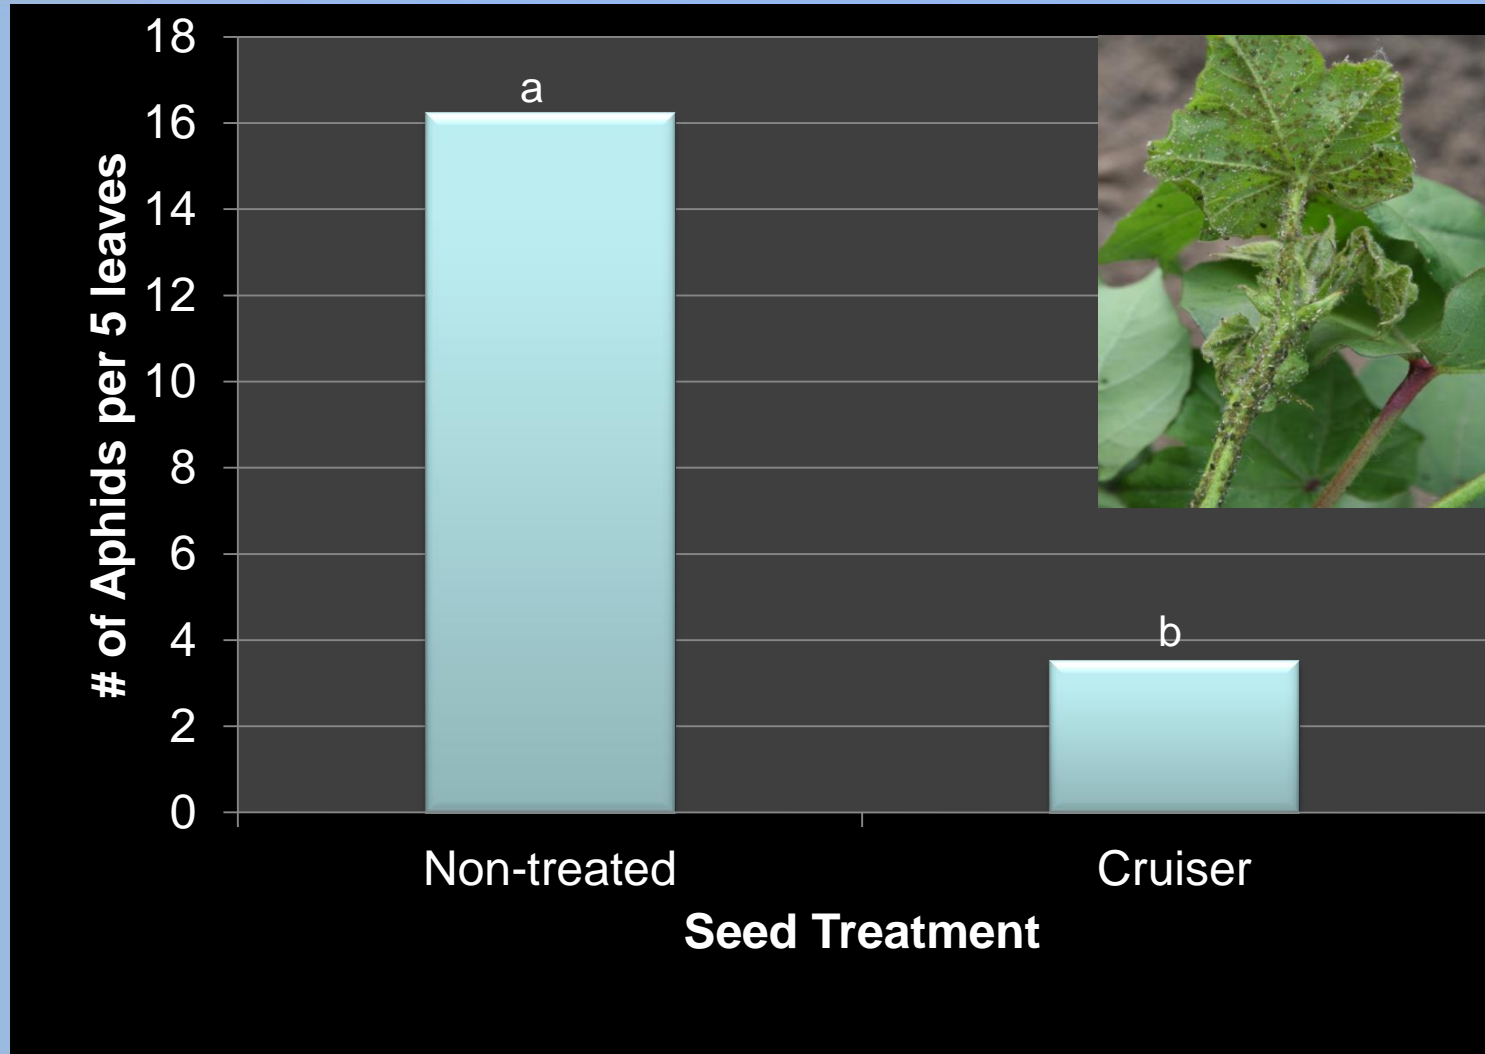 # of Aphids per 5 leaves
18
16
14
12
10
8
6
4
2
0
a
b
Non-treated
Cruiser
Seed Treatment